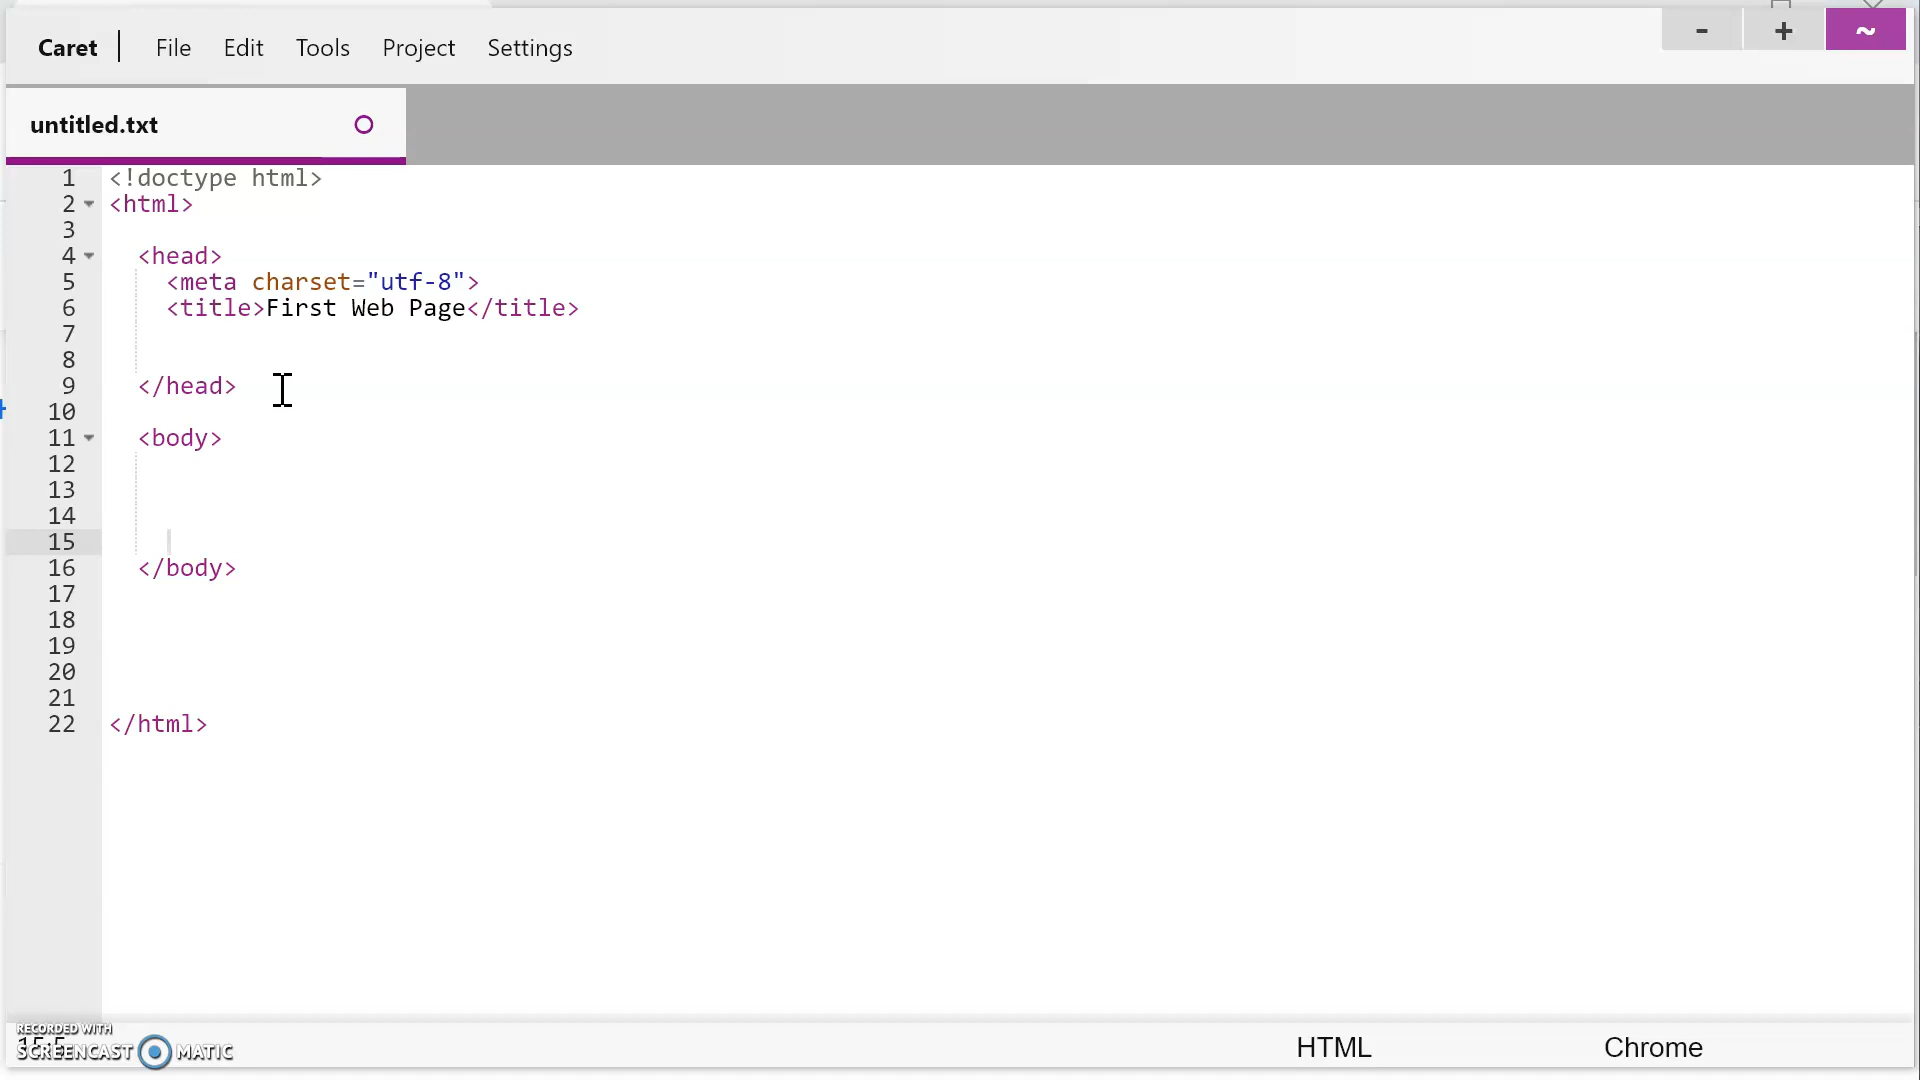 Caret | File Edit Tools Project Settings - + ~
untitled.txt
1 <!doctype html>
2 <html>
3
4 <head>
5 <meta charset="utf-8">
6 <title>First Web Page</title>
7
8
9 </head>
10
11 <body>
12
13
14
15
16 </body>
17
18
19
20
21
22 </html>
RECORDED WITH
SCREENCAST MATIC
HTML Chrome